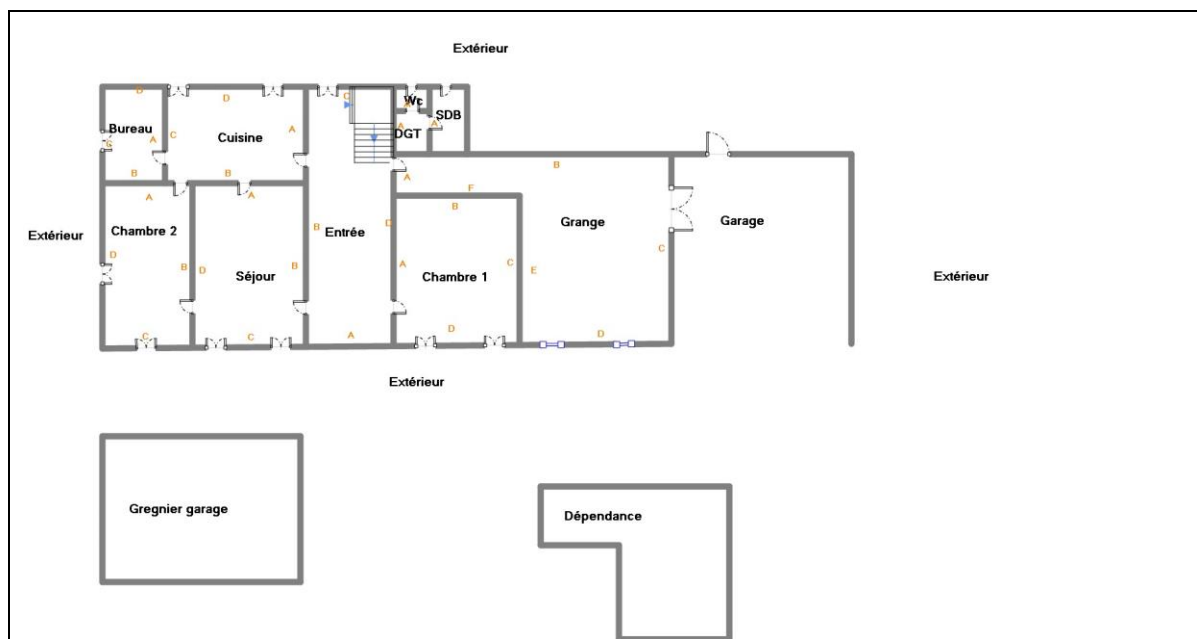 Extérieur
D
C
D
Wc
A
SDB
Bureau
A
C
A
A
A
C
Cuisine
DGT
B
B
A
B
A
A
F
B
Extérieur
Chambre 2
D
B
Entrée
D
Grange
Garage
C
D
B
D
Séjour
B
A
Chambre 1
C
E
Extérieur
C
C
A
D
D
Extérieur
Gregnier garage
Dépendance